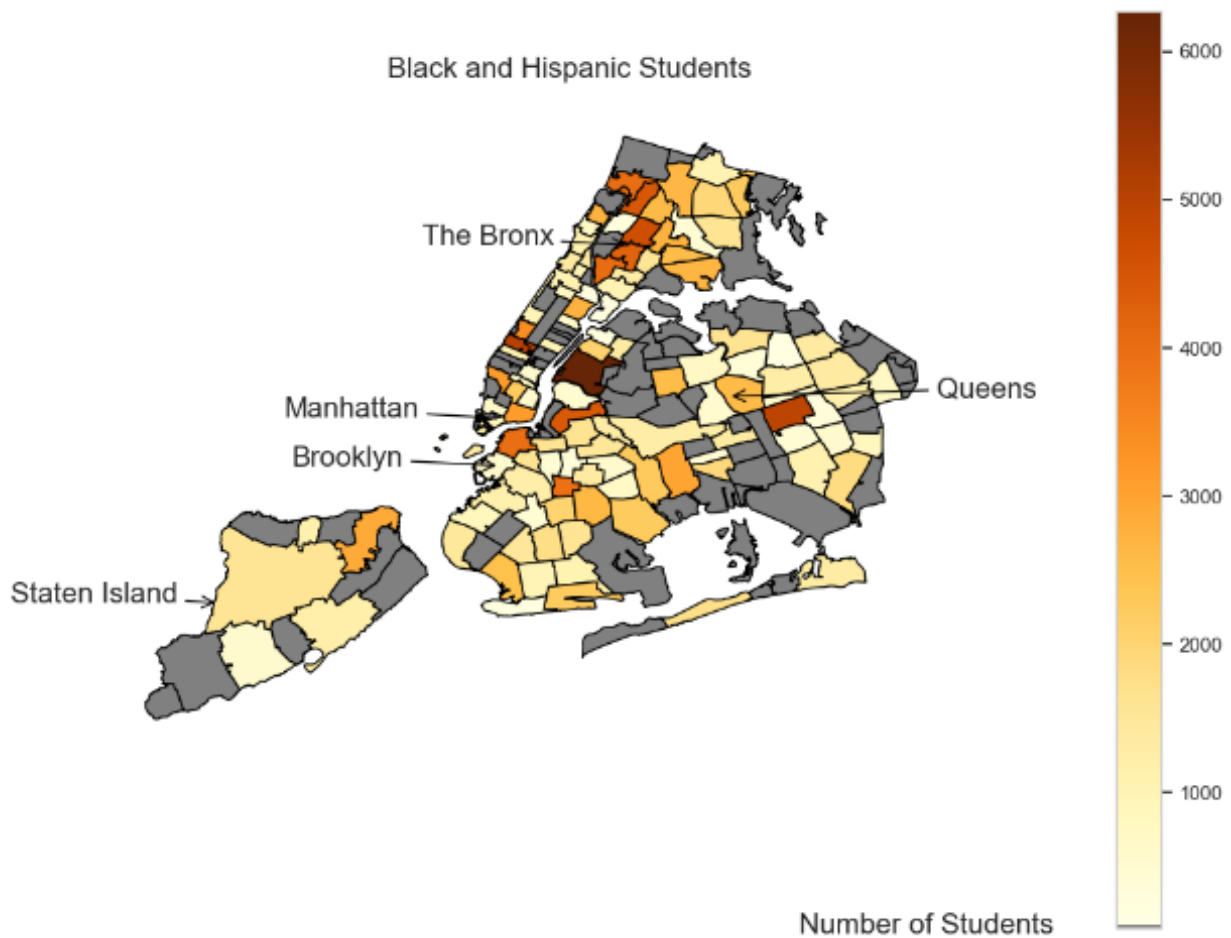 Black and Hispanic Students
The Bronx
Manhattan
Brooklyn
Queens
Staten Island
6000
5000
4000
3000
2000
1000
Number of Students